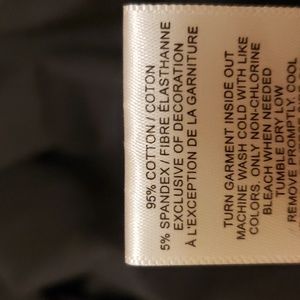 95% COTTON / COTON
5% SPANDEX / FIBRE ÉLASTHANNE
EXCLUSIVE OF DECORATION
À L'EXCEPTION DE LA GARNITURE
TURN GARMENT INSIDE OUT
MACHINE WASH COLD WITH LIKE
COLORS. ONLY NON-CHLORINE
BLEACH WHEN NEEDED
TUMBLE DRY LOW
REMOVE PROMPTLY. COOL